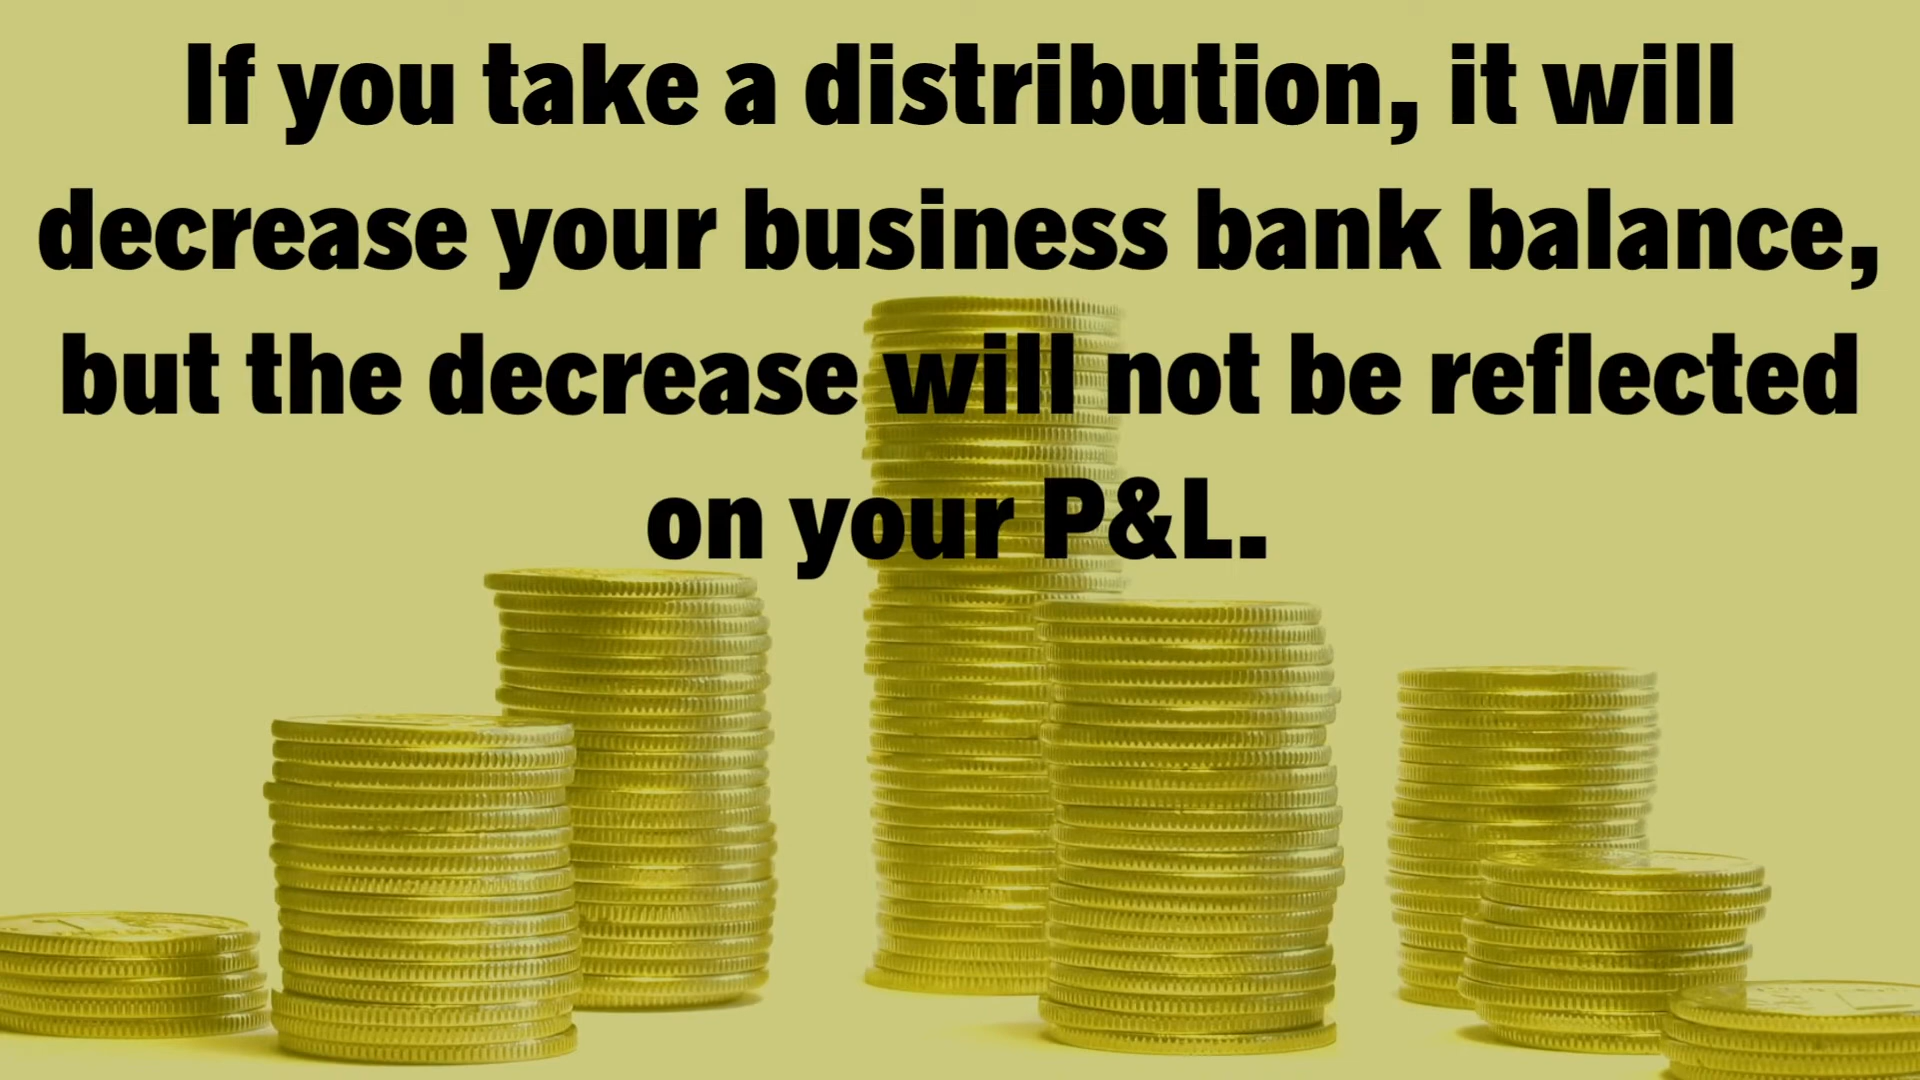 If you take a distribution, it will
decrease your business bank balance,
but the decrease will not be reflected
on your P&L.